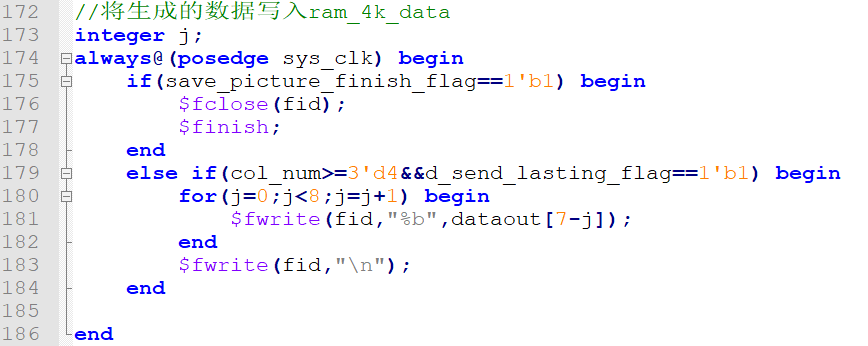 172 //将生成的数据写入ram_4k_data
173 integer j;
174 always@(posedge sys_clk) begin
175     if(save_picture_finish_flag==1'b1) begin
176         $fclose(fid);
177         $finish;
178     end
179     else if(col_num>=3'd4&&d_send_lasting_flag==1'b1) begin
180         for(j=0;j<8;j=j+1) begin
181             $fwrite(fid,"%b",dataout[7-j]);
182         end
183         $fwrite(fid,"\n");
184     end
185
186 end